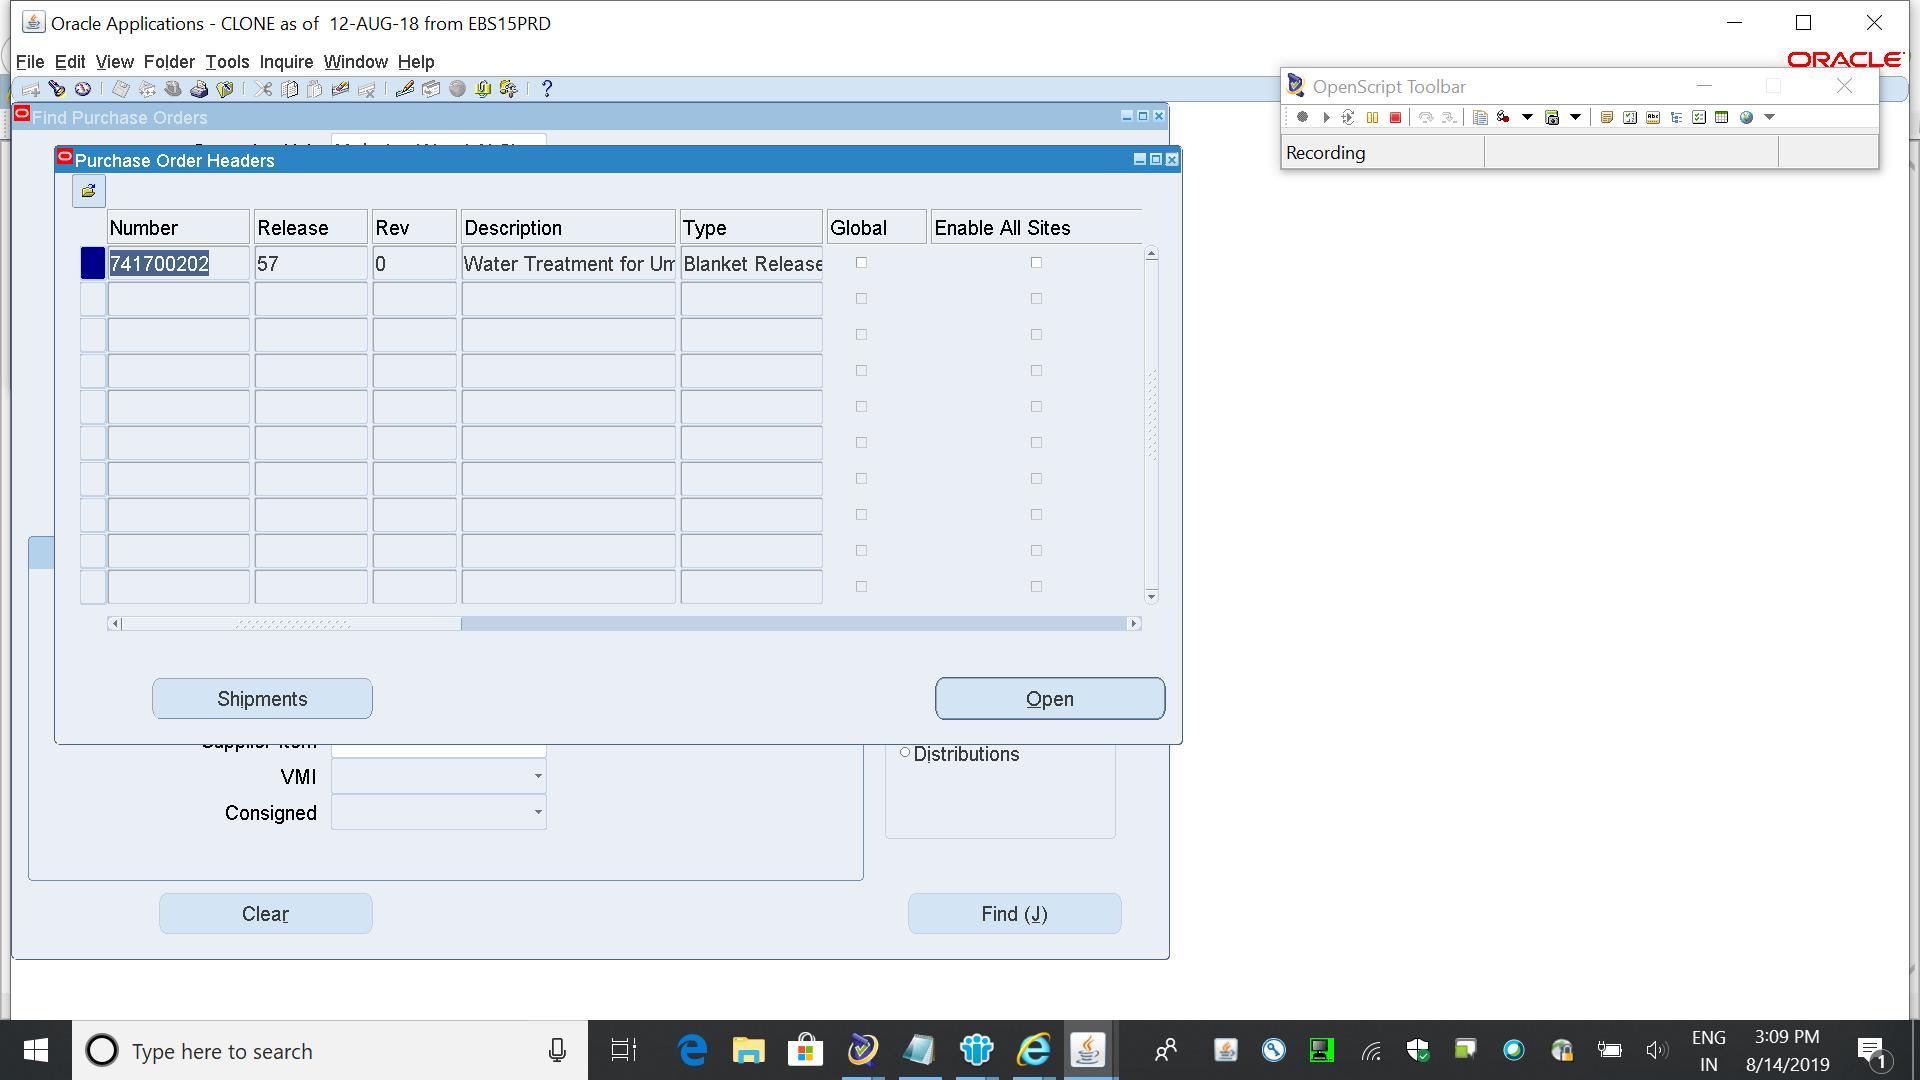 Oracle Applications - CLONE as of  12-AUG-18 from EBS15PRD
File Edit View Folder Tools Inquire Window Help
ORACLE
OpenScript Toolbar
Recording
Find Purchase Orders
Purchase Order Headers
Number Release Rev Description Type Global Enable All Sites
741700202 57 0 Water Treatment for Um Blanket Release
Shipments Open
Supplier Item
Distributions
VMI
Consigned
Clear Find (J)
Type here to search
ENG 3:09 PM
IN 8/14/2019
1